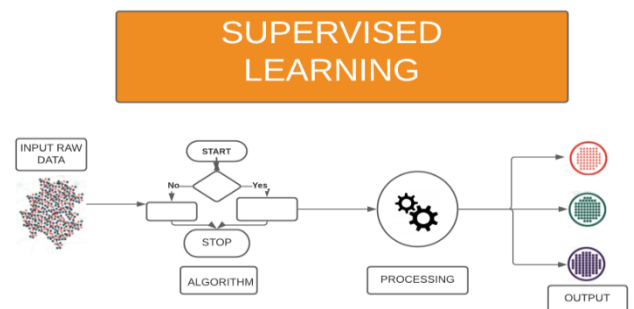 SUPERVISED
LEARNING
INPUT RAW
DATA
START
No
Yes
STOP
ALGORITHM
PROCESSING
OUTPUT